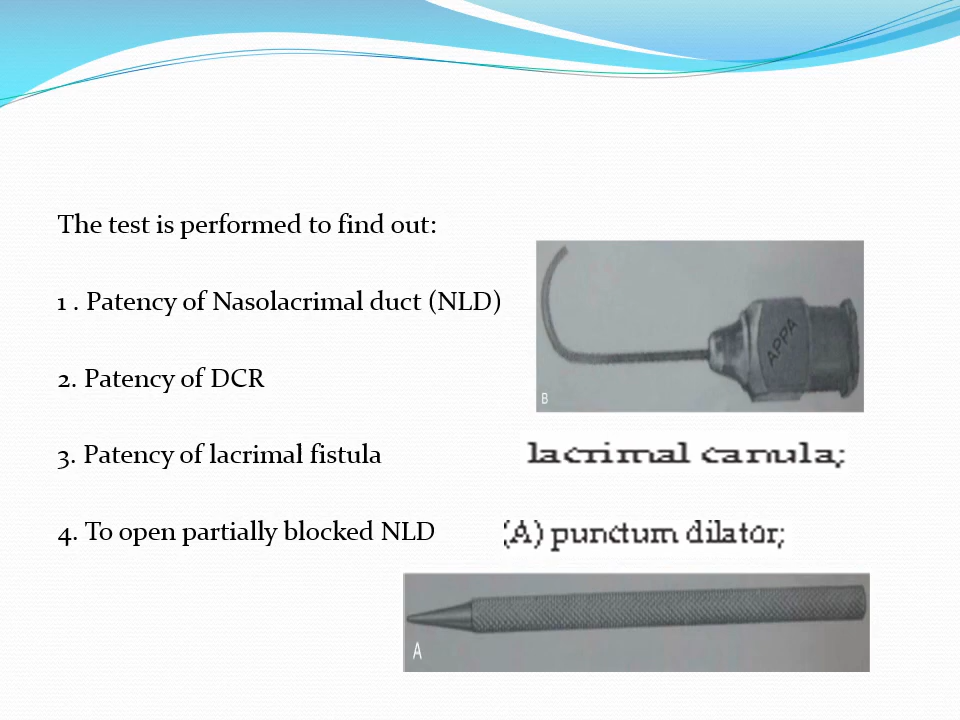 The test is performed to find out:
1 . Patency of Nasolacrimal duct (NLD)
2. Patency of DCR
3. Patency of lacrimal fistula
4. To open partially blocked NLD
APPA
B
lacrimal canula;
(A) punctum dilator;
A